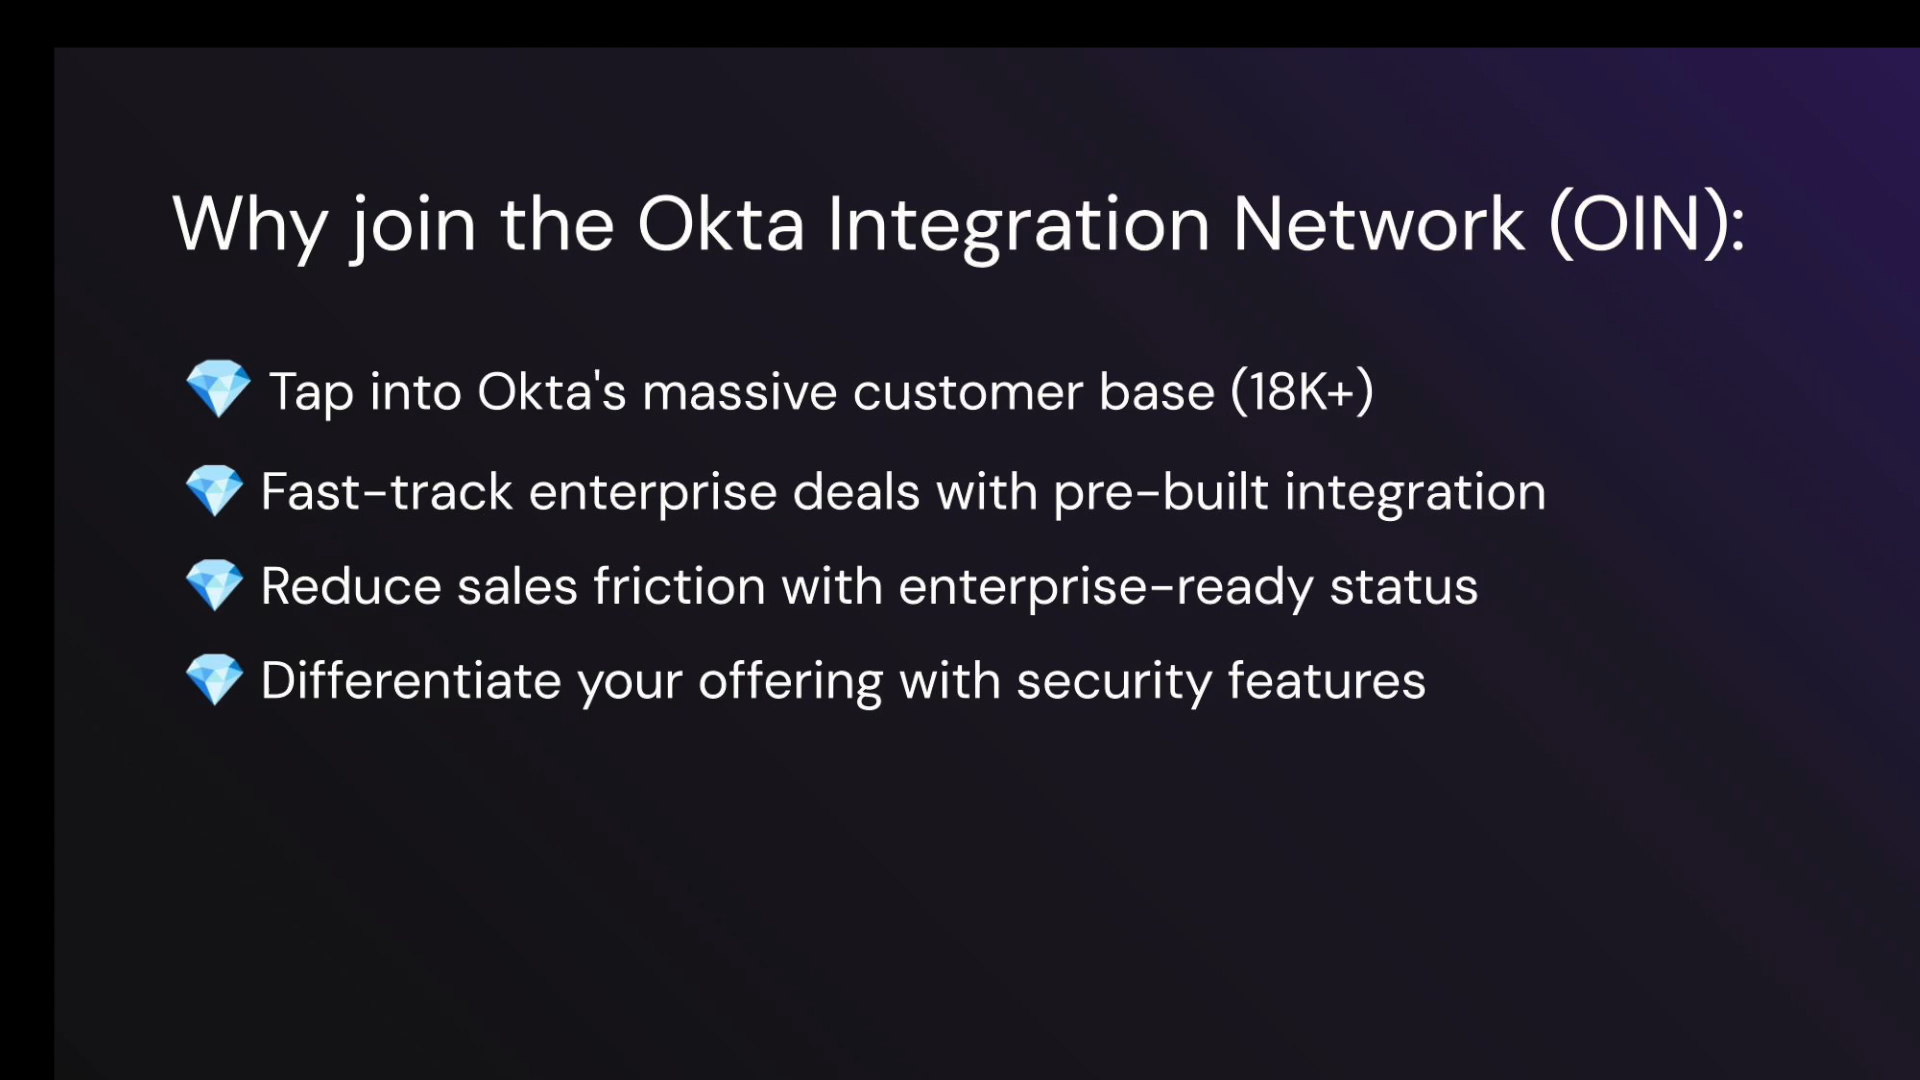 Why join the Okta Integration Network (OIN):
💎 Tap into Okta's massive customer base (18K+)
💎 Fast-track enterprise deals with pre-built integration
💎 Reduce sales friction with enterprise-ready status
💎 Differentiate your offering with security features